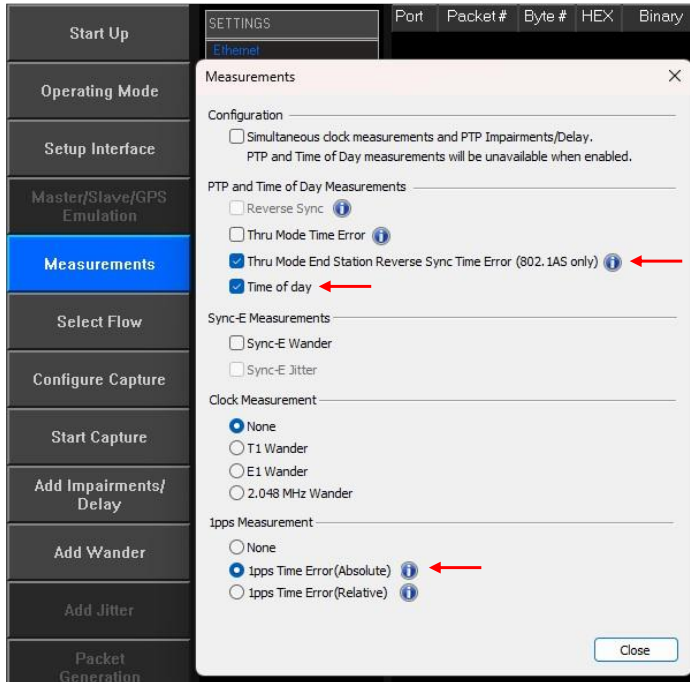 Start Up
Operating Mode
Setup Interface
Master/Slave/GPS
Emulation
Measurements
Select Flow
Configure Capture
Start Capture
Add Impairments/
Delay
Add Wander
Add Jitter
Packet
Generation
SETTINGS
Ethernet
Port Packet# Byte# HEX Binary
Measurements
Configuration
Simultaneous clock measurements and PTP Impairments/Delay.
PTP and Time of Day measurements will be unavailable when enabled.
PTP and Time of Day Measurements
Reverse Sync
Thru Mode Time Error
Thru Mode End Station Reverse Sync Time Error (802.1AS only)
Time of day
Sync-E Measurements
Sync-E Wander
Sync-E Jitter
Clock Measurement
None
T1 Wander
E1 Wander
2.048 MHz Wander
1pps Measurement
None
1pps Time Error(Absolute)
1pps Time Error(Relative)
Close